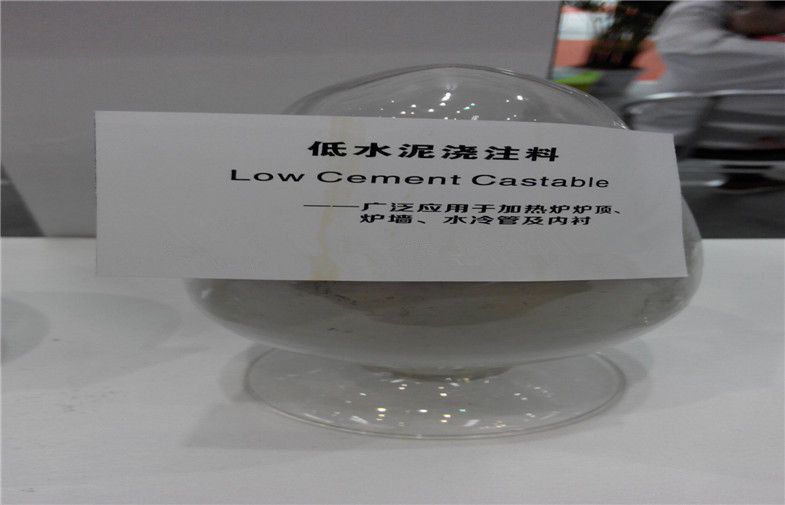 低水泥浇注料
Low Cement Castable
——广泛应用于加热炉炉顶、
炉墙、水冷管及内衬